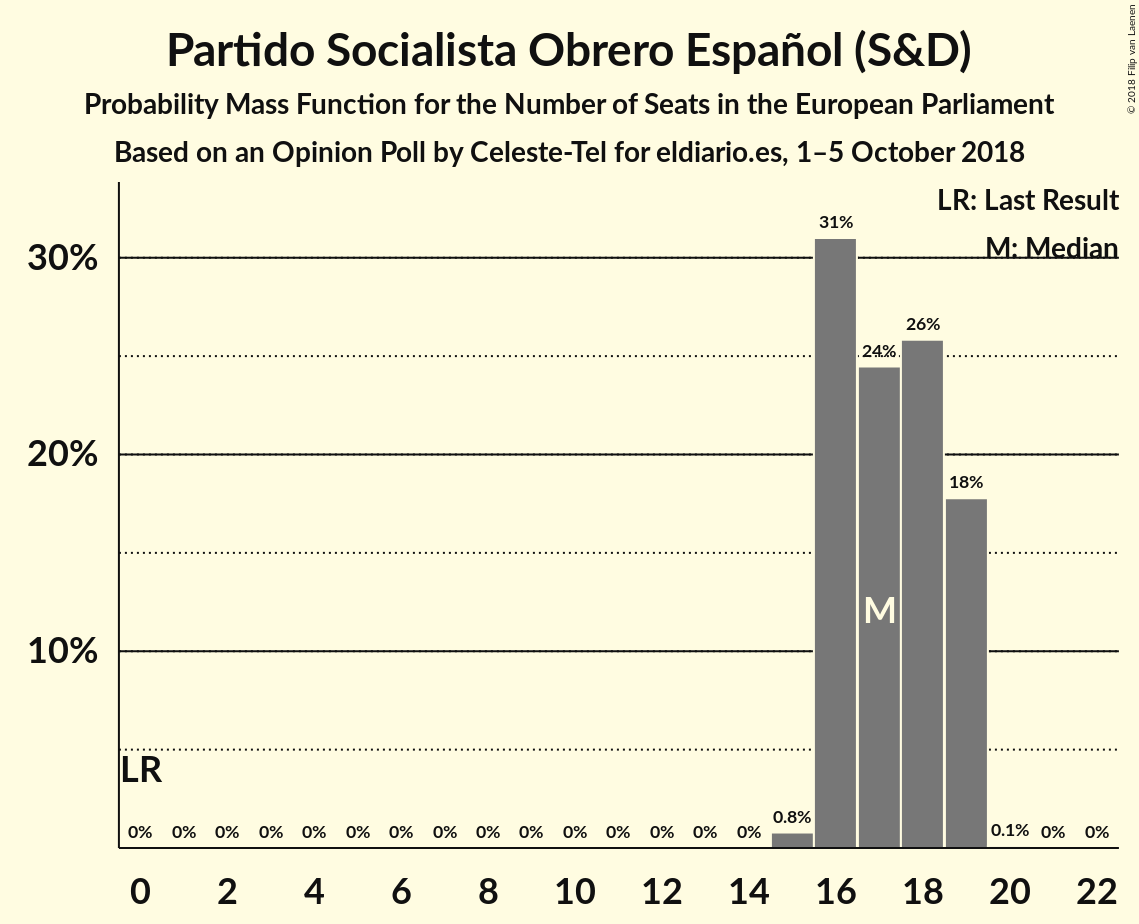 Partido Socialista Obrero Español (S&D)
Probability Mass Function for the Number of Seats in the European Parliament
Based on an Opinion Poll by Celeste-Tel for eldiario.es, 1–5 October 2018
© 2018 Filip van Laenen
LR: Last Result
M: Median
30%
20%
10%
31%
24%
26%
18%
M
LR
0% 0% 0% 0% 0% 0% 0% 0% 0% 0% 0% 0% 0% 0% 0% 0.8% 0.1% 0% 0%
0 2 4 6 8 10 12 14 16 18 20 22